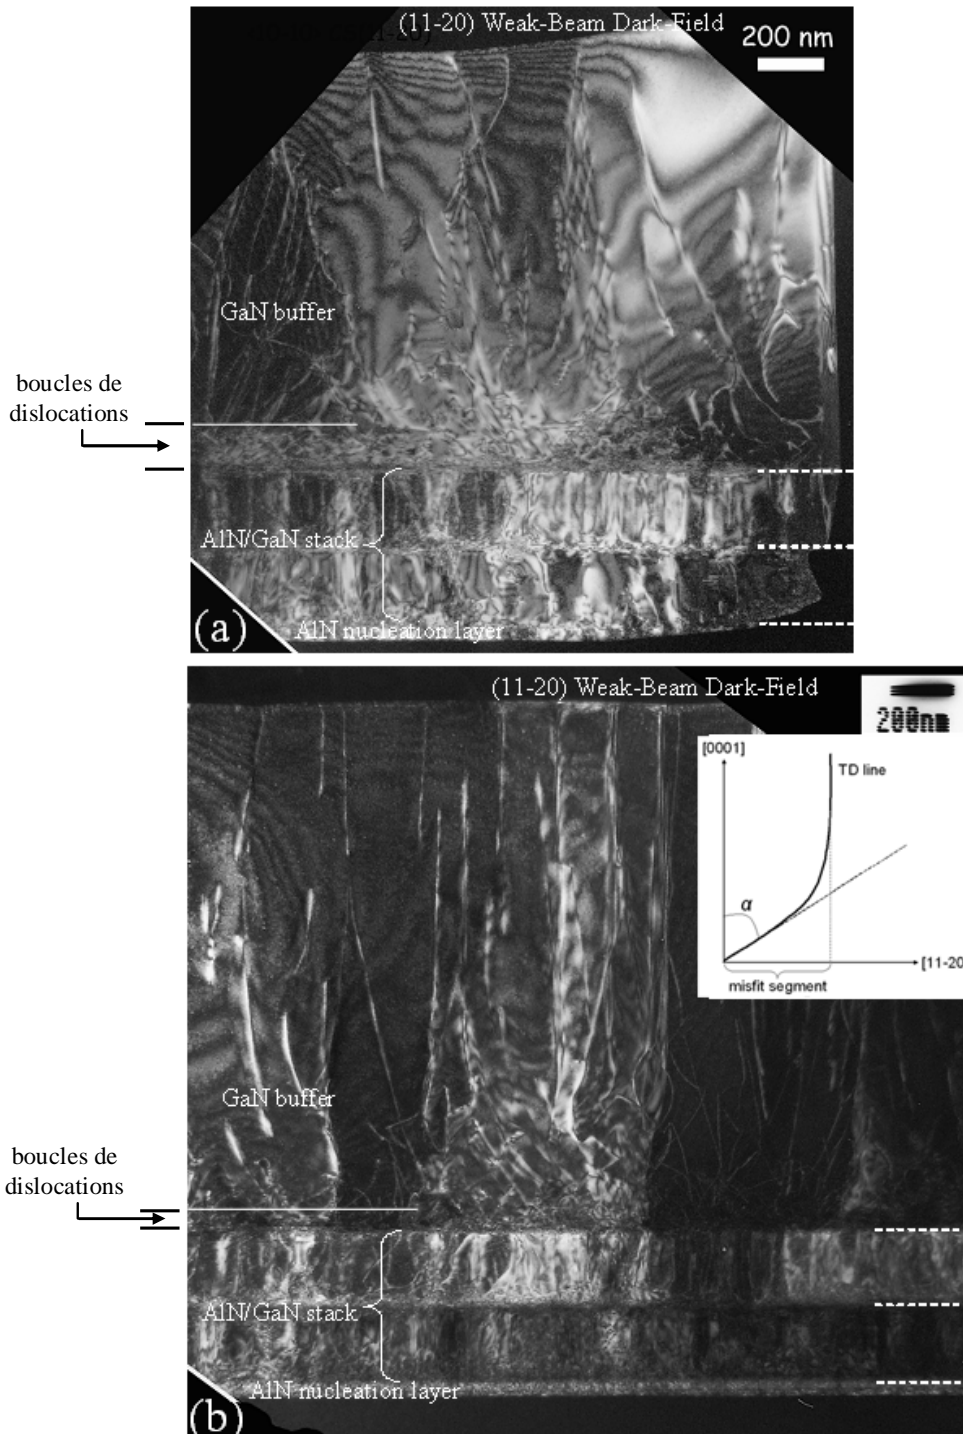 (11-20) Weak-Beam Dark-Field
200 nm
GaN buffer
boucles de
dislocations
AlN/GaN stack
AlN nucleation layer
(a)
(11-20) Weak-Beam Dark-Field
200nm
[0001]
TD line
α
[11-20]
misfit segment
GaN buffer
boucles de
dislocations
AlN/GaN stack
AlN nucleation layer
(b)